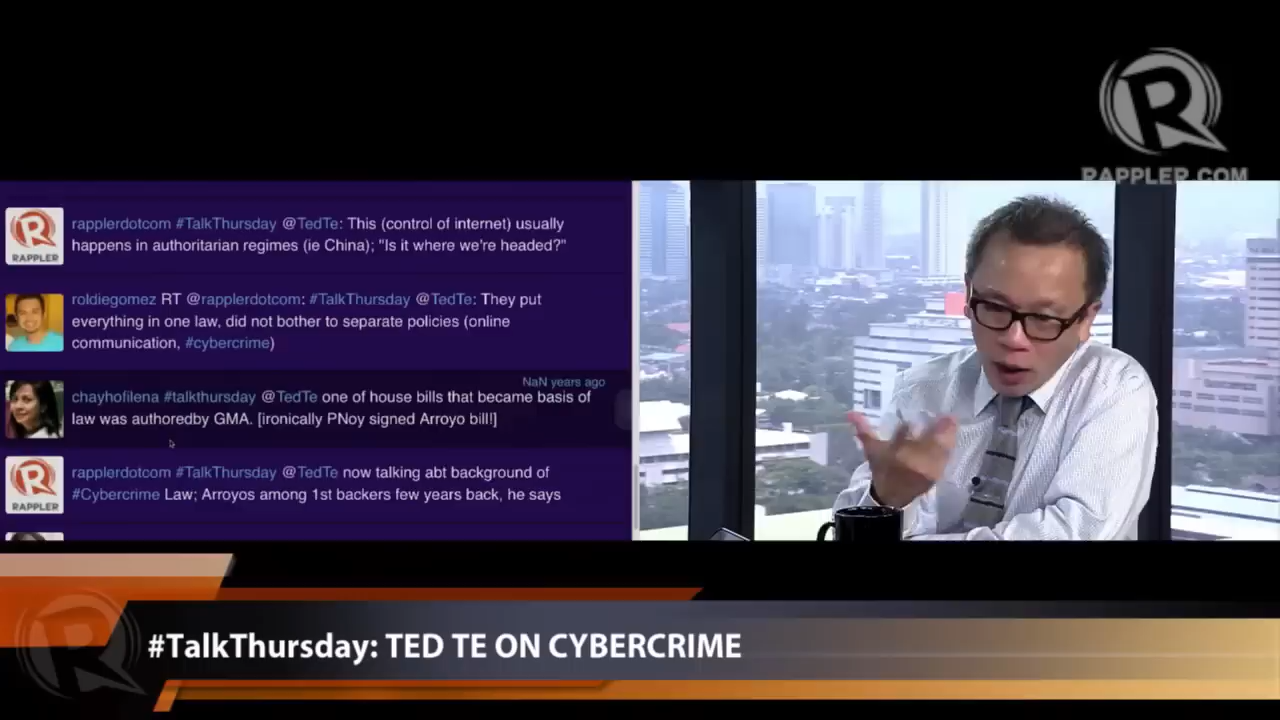 RAPPLER.COM
rapplerdotcom #TalkThursday @TedTe: This (control of internet) usually
happens in authoritarian regimes (ie China); "Is it where we're headed?"
RAPPLER
roldiegomez RT @rapplerdotcom: #TalkThursday @TedTe: They put
everything in one law, did not bother to separate policies (online
communication, #cybercrime)
NaN years ago
chayhofilena #talkthursday @TedTe one of house bills that became basis of
law was authoredby GMA. [ironically PNoy signed Arroyo bill!]
rapplerdotcom #TalkThursday @TedTe now talking abt background of
#Cybercrime Law; Arroyos among 1st backers few years back, he says
RAPPLER
#TalkThursday: TED TE ON CYBERCRIME